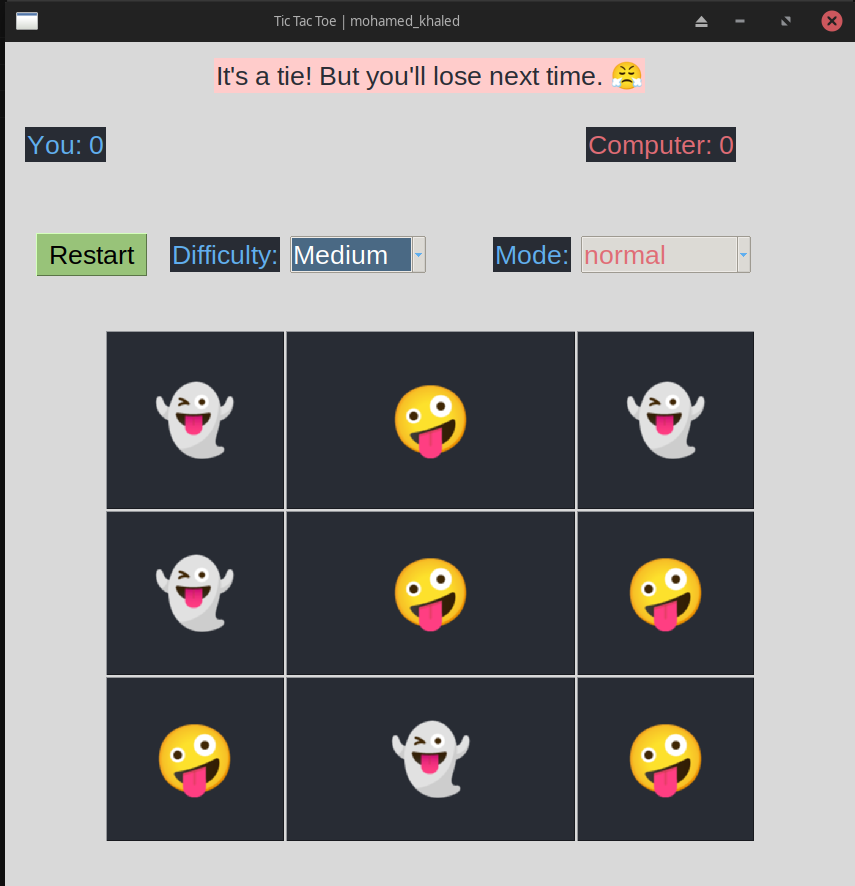 Tic Tac Toe | mohamed_khaled
It's a tie! But you'll lose next time. 😤
You: 0 Computer: 0
Restart Difficulty: Medium Mode: normal